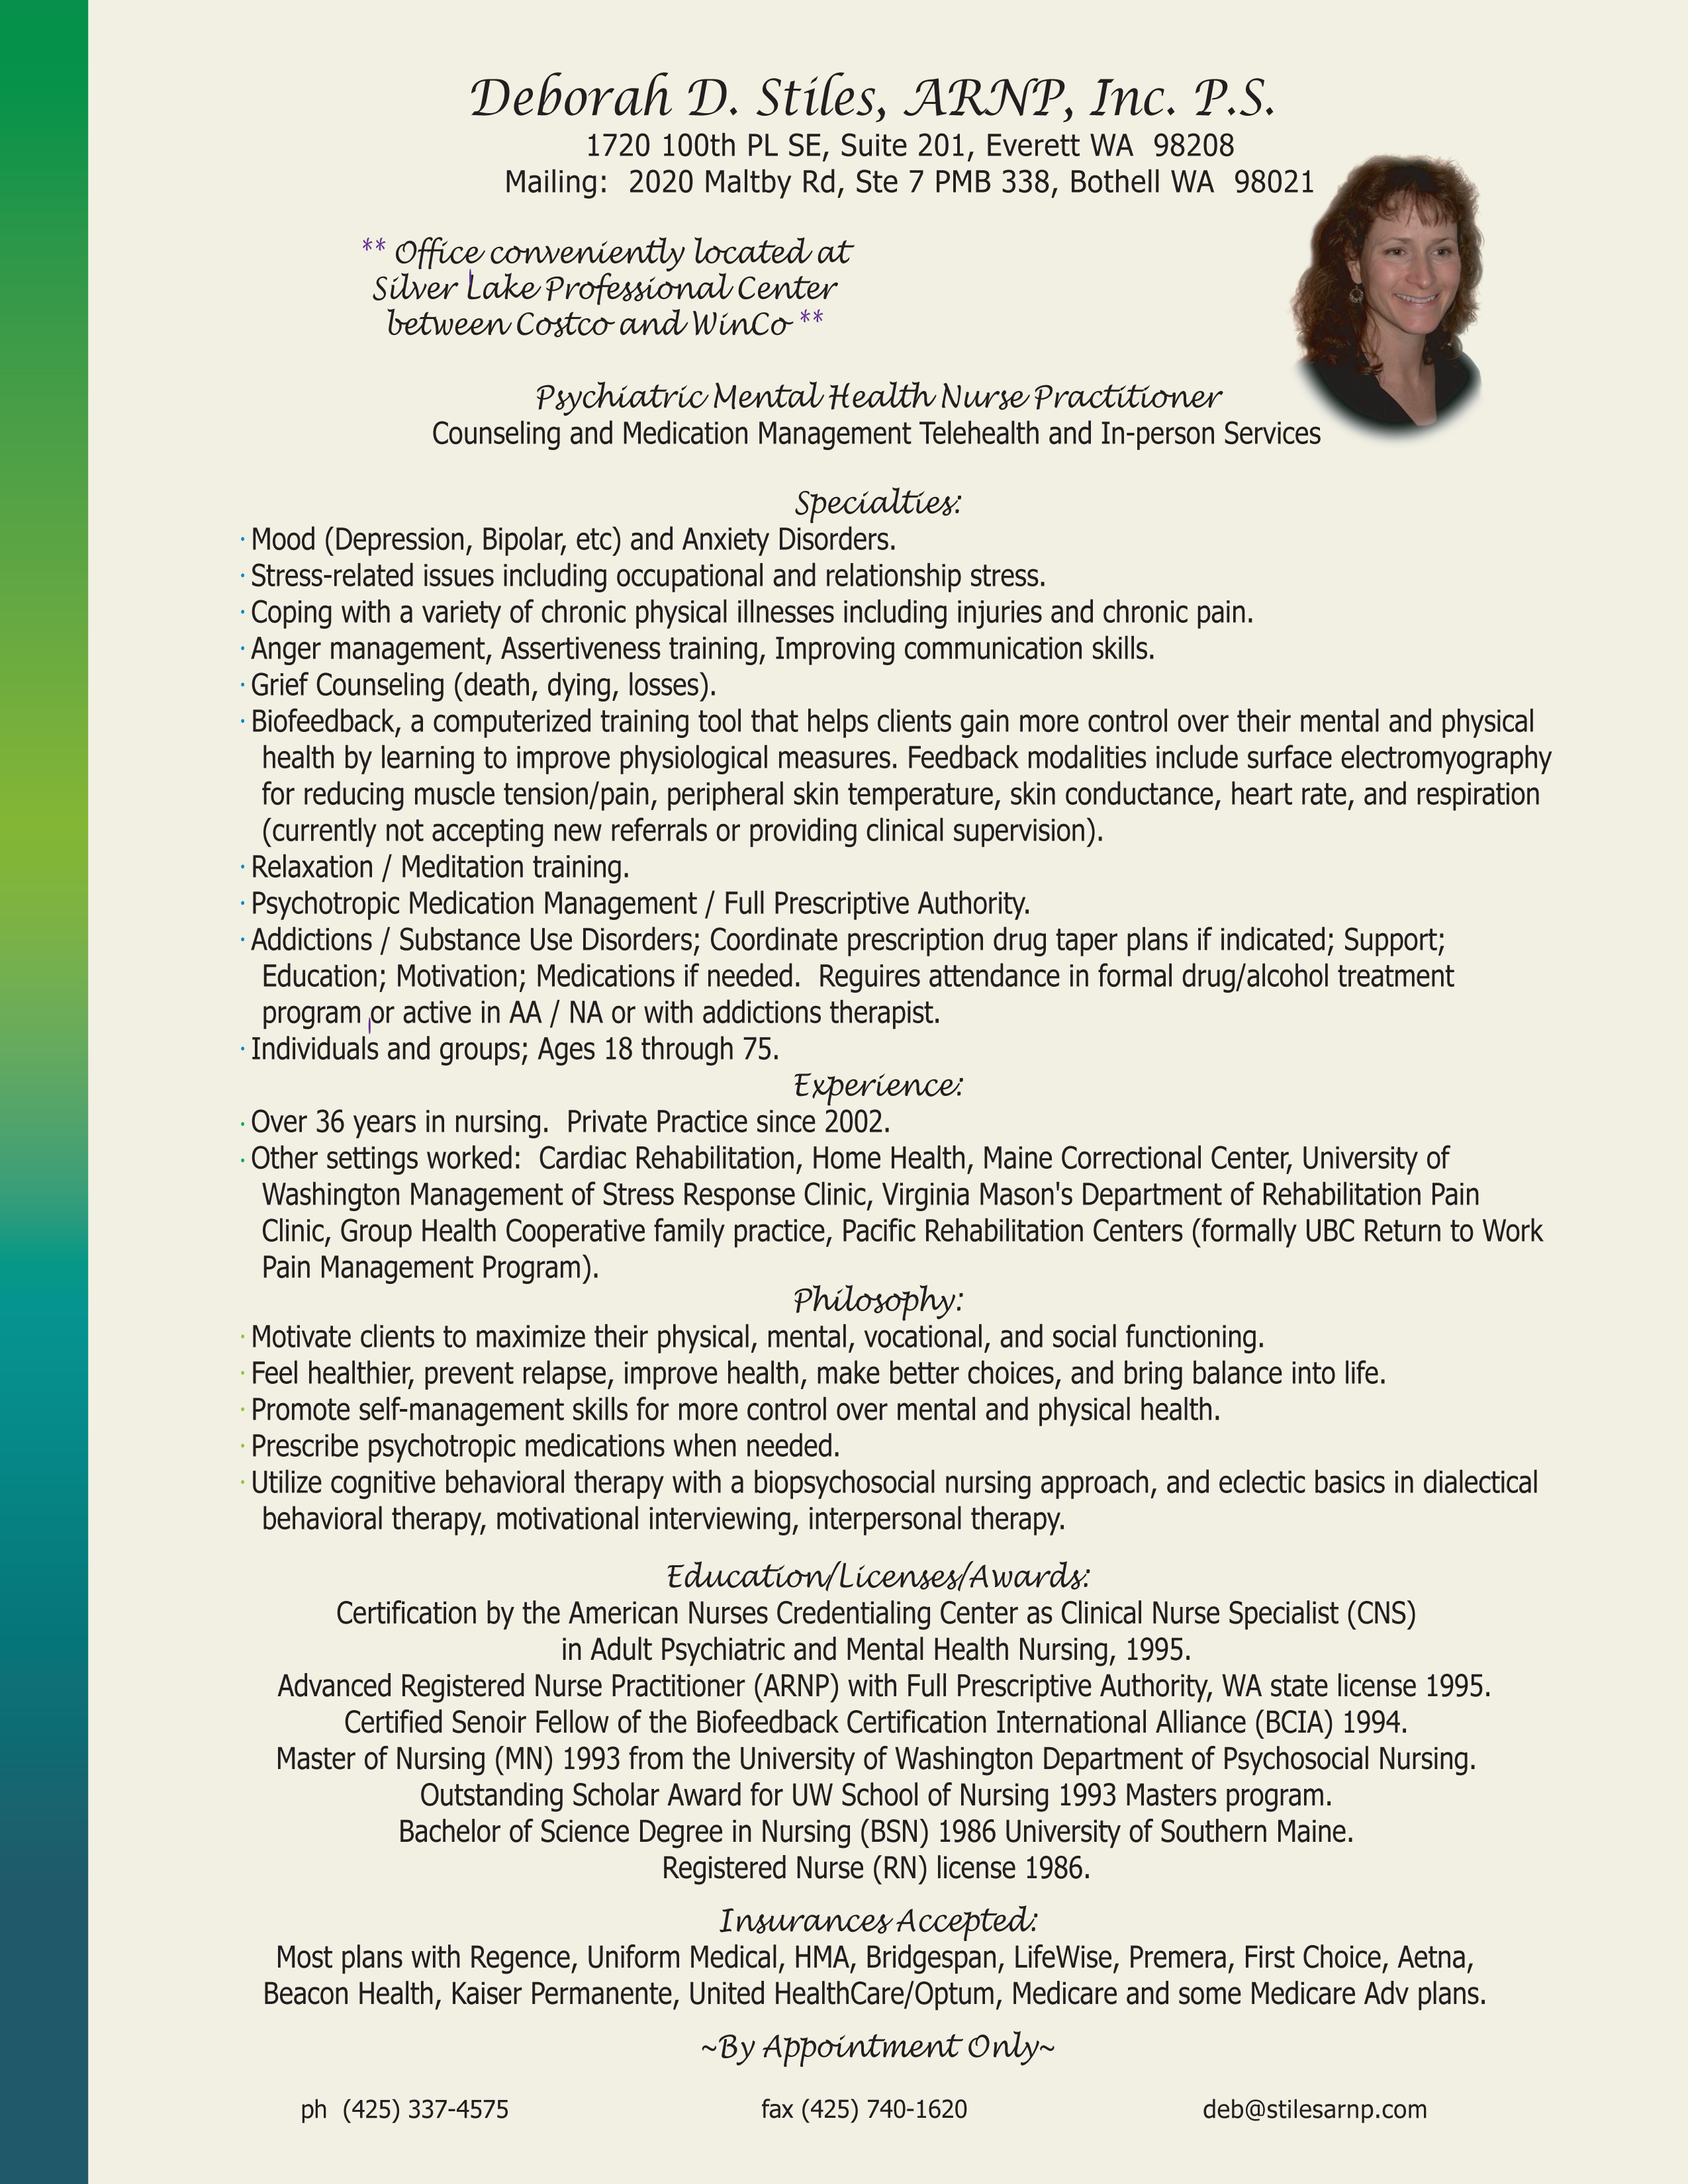 Deborah D. Stiles, ARNP, Inc. P.S.
1720 100th PL SE, Suite 201, Everett WA  98208
Mailing:  2020 Maltby Rd, Ste 7 PMB 338, Bothell WA  98021
** Office conveniently located at
Silver Lake Professional Center
between Costco and WinCo **
Psychiatric Mental Health Nurse Practitioner
Counseling and Medication Management Telehealth and In-person Services
Specialties:
· Mood (Depression, Bipolar, etc) and Anxiety Disorders.
· Stress-related issues including occupational and relationship stress.
· Coping with a variety of chronic physical illnesses including injuries and chronic pain.
· Anger management, Assertiveness training, Improving communication skills.
· Grief Counseling (death, dying, losses).
· Biofeedback, a computerized training tool that helps clients gain more control over their mental and physical
health by learning to improve physiological measures. Feedback modalities include surface electromyography
for reducing muscle tension/pain, peripheral skin temperature, skin conductance, heart rate, and respiration
(currently not accepting new referrals or providing clinical supervision).
· Relaxation / Meditation training.
· Psychotropic Medication Management / Full Prescriptive Authority.
· Addictions / Substance Use Disorders; Coordinate prescription drug taper plans if indicated; Support;
Education; Motivation; Medications if needed.  Requires attendance in formal drug/alcohol treatment
program or active in AA / NA or with addictions therapist.
· Individuals and groups; Ages 18 through 75.
Experience:
· Over 36 years in nursing.  Private Practice since 2002.
· Other settings worked:  Cardiac Rehabilitation, Home Health, Maine Correctional Center, University of
Washington Management of Stress Response Clinic, Virginia Mason's Department of Rehabilitation Pain
Clinic, Group Health Cooperative family practice, Pacific Rehabilitation Centers (formally UBC Return to Work
Pain Management Program).
Philosophy:
· Motivate clients to maximize their physical, mental, vocational, and social functioning.
· Feel healthier, prevent relapse, improve health, make better choices, and bring balance into life.
· Promote self-management skills for more control over mental and physical health.
· Prescribe psychotropic medications when needed.
· Utilize cognitive behavioral therapy with a biopsychosocial nursing approach, and eclectic basics in dialectical
behavioral therapy, motivational interviewing, interpersonal therapy.
Education/Licenses/Awards:
Certification by the American Nurses Credentialing Center as Clinical Nurse Specialist (CNS)
in Adult Psychiatric and Mental Health Nursing, 1995.
Advanced Registered Nurse Practitioner (ARNP) with Full Prescriptive Authority, WA state license 1995.
Certified Senoir Fellow of the Biofeedback Certification International Alliance (BCIA) 1994.
Master of Nursing (MN) 1993 from the University of Washington Department of Psychosocial Nursing.
Outstanding Scholar Award for UW School of Nursing 1993 Masters program.
Bachelor of Science Degree in Nursing (BSN) 1986 University of Southern Maine.
Registered Nurse (RN) license 1986.
Insurances Accepted:
Most plans with Regence, Uniform Medical, HMA, Bridgespan, LifeWise, Premera, First Choice, Aetna,
Beacon Health, Kaiser Permanente, United HealthCare/Optum, Medicare and some Medicare Adv plans.
~By Appointment Only~
ph  (425) 337-4575 fax (425) 740-1620 deb@stilesarnp.com